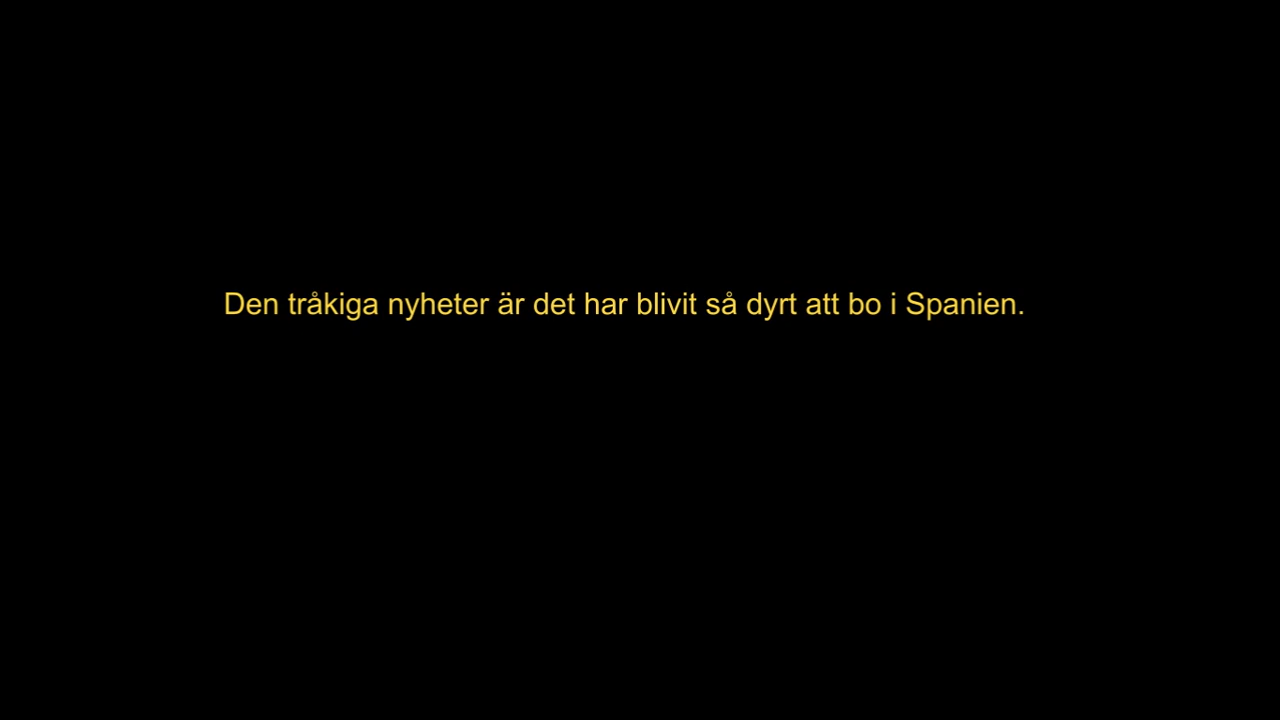 Den tråkiga nyheter är det har blivit så dyrt att bo i Spanien.